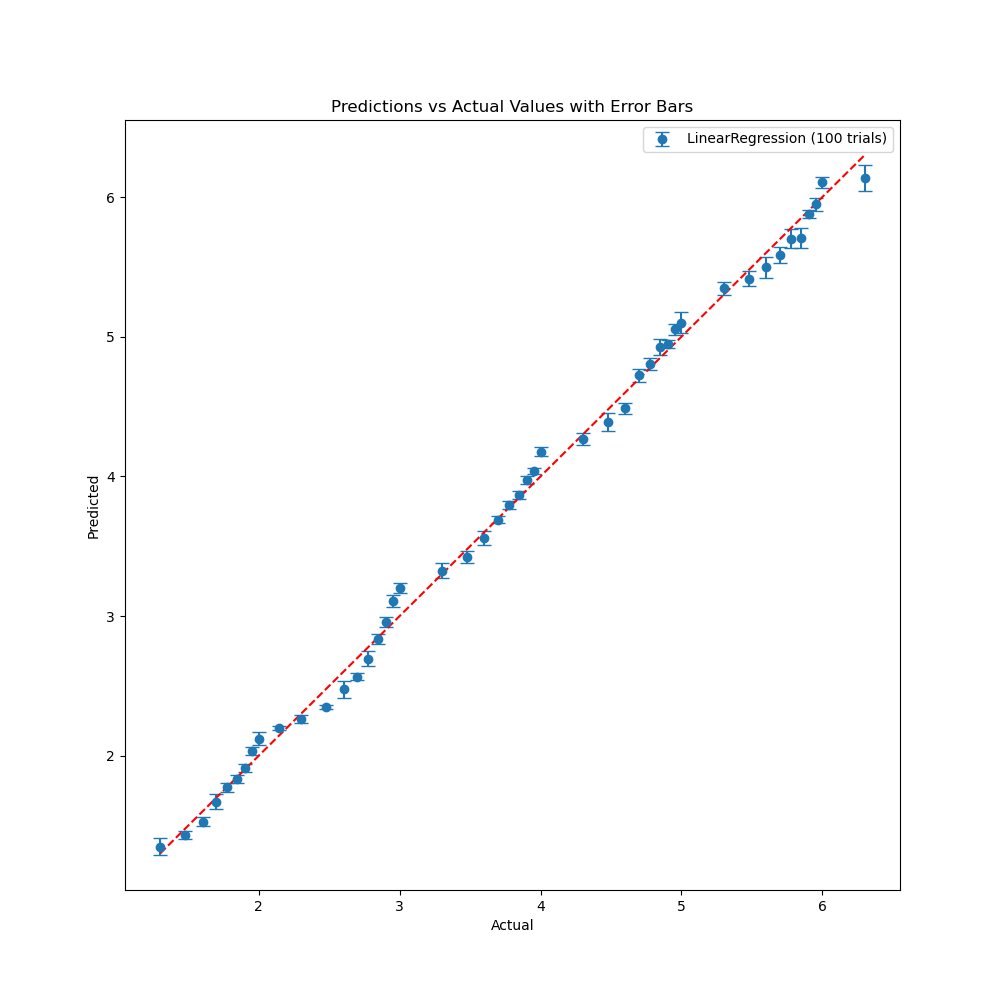 Predictions vs Actual Values with Error Bars
LinearRegression (100 trials)
6
5
4
3
2
Predicted
2 3 4 5 6
Actual